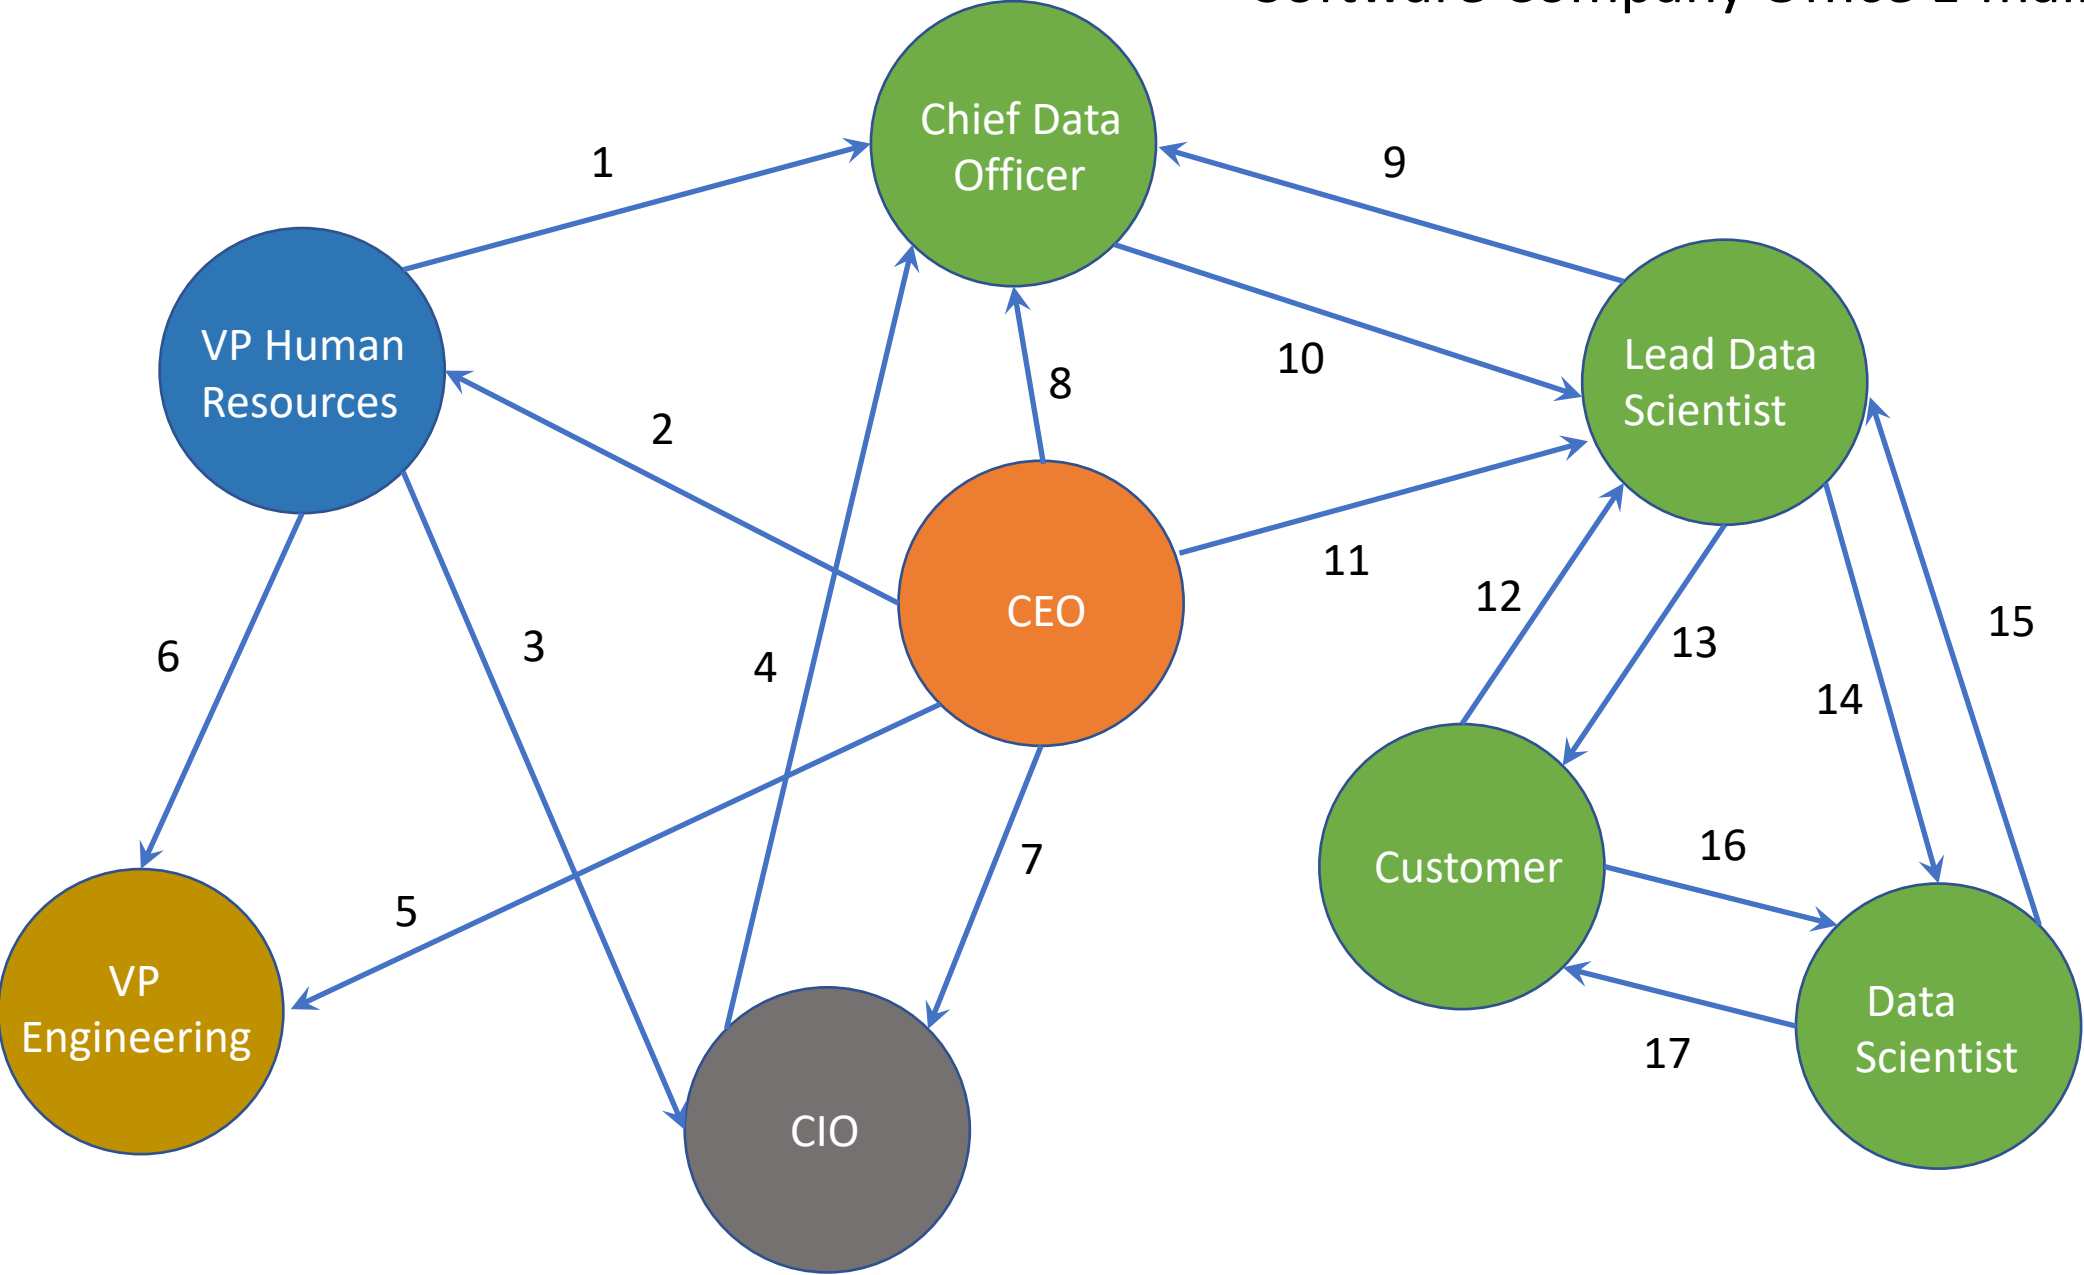 Chief Data
Officer
1
9
VP Human
Resources
Lead Data
Scientist
10
8
2
11
CEO
12
13
15
6
3
4
14
7
16
Customer
5
VP
Engineering
Data
Scientist
17
CIO